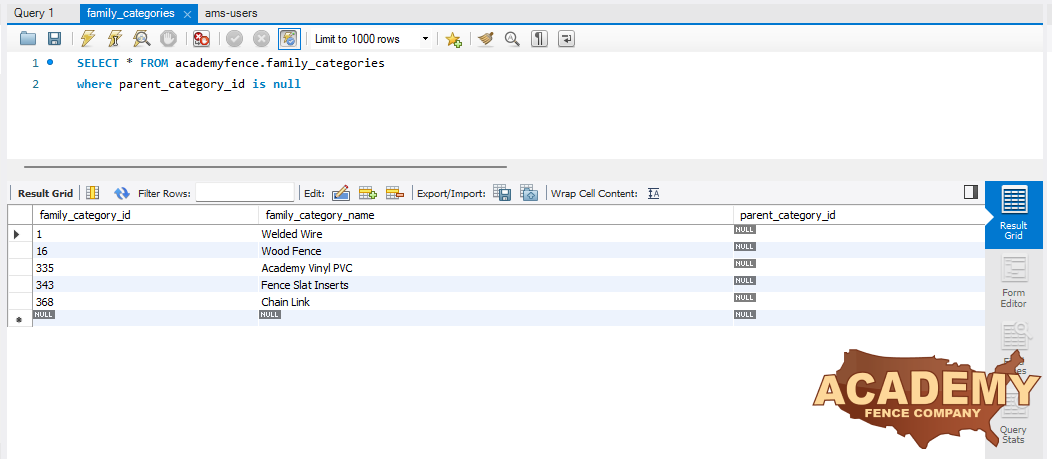 Query 1
family_categories
ams-users
Limit to 1000 rows
1 SELECT * FROM academyfence.family_categories
2 where parent_category_id is null
Result Grid
Filter Rows:
Edit:
Export/Import:
Wrap Cell Content:
family_category_id family_category_name parent_category_id
1 Welded Wire NULL
16 Wood Fence NULL
335 Academy Vinyl PVC NULL
343 Fence Slat Inserts NULL
368 Chain Link NULL
NULL NULL NULL
Result
Grid
Form
Editor
ACADEMY
FENCE COMPANY
Query
Stats